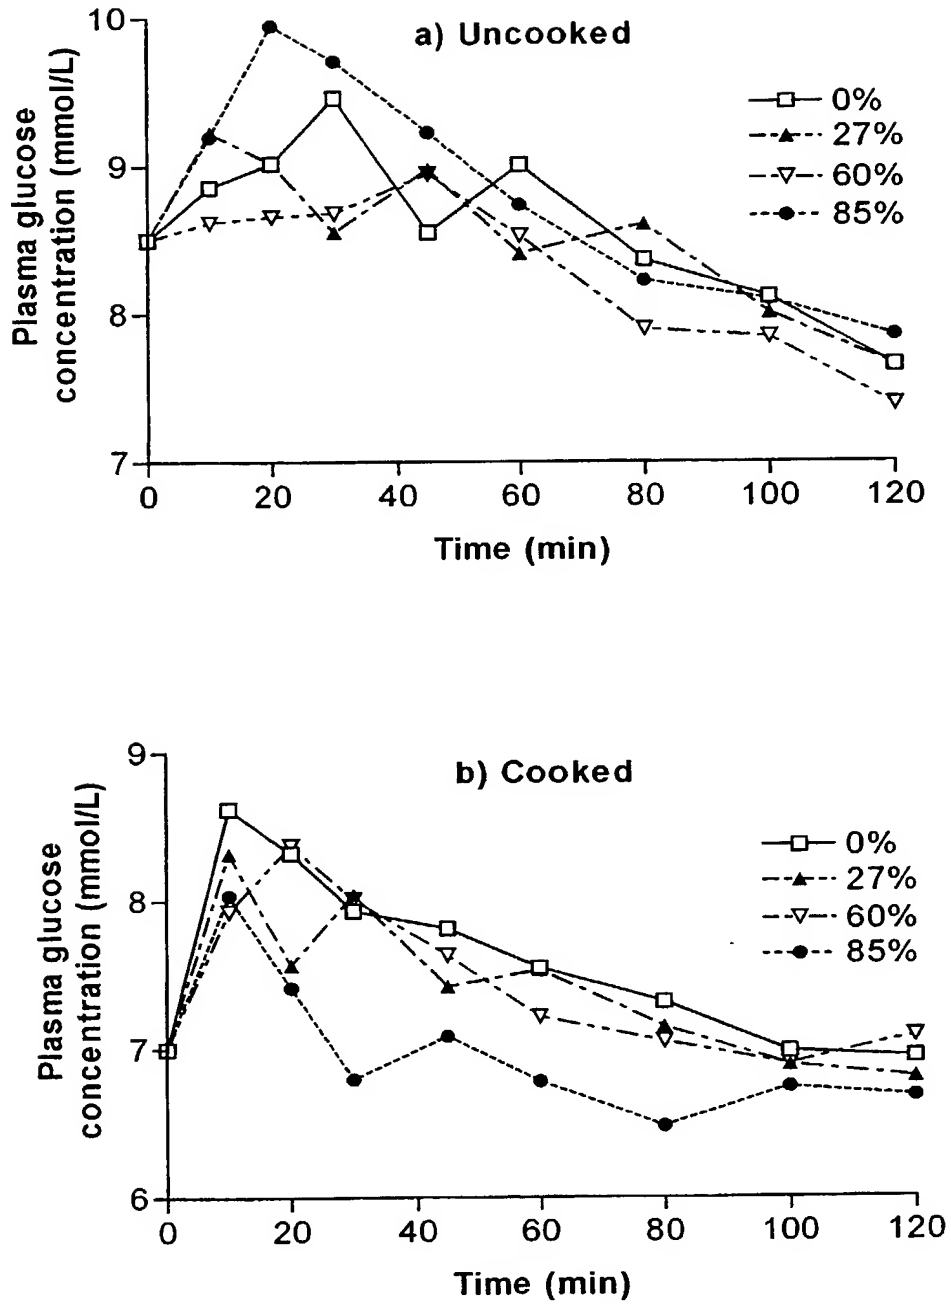 a) Uncooked
10
9
8
7
Plasma glucose
concentration (mmol/L)
0%
27%
60%
85%
0 20 40 60 80 100 120
Time (min)
b) Cooked
9
8
7
6
Plasma glucose
concentration (mmol/L)
0%
27%
60%
85%
0 20 40 60 80 100 120
Time (min)